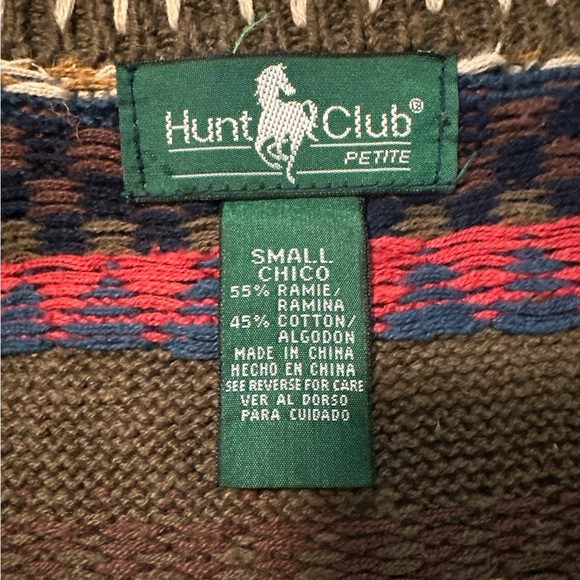 Hunt Club®
PETITE
SMALL
CHICO
55% RAMIE/
RAMINA
45% COTTON/
ALGODON
MADE IN CHINA
HECHO EN CHINA
SEE REVERSE FOR CARE
VER AL DORSO
PARA CUIDADO